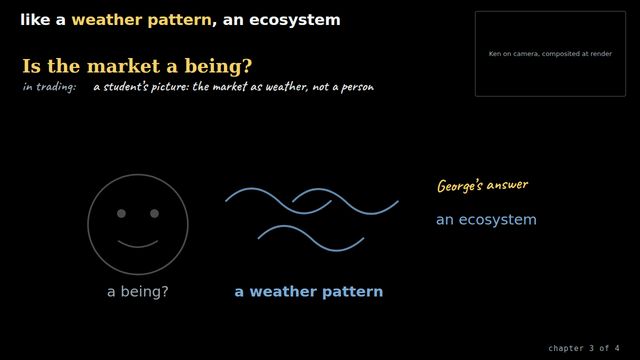 like a weather pattern, an ecosystem
Ken on camera, composited at render
Is the market a being?
in trading: a student's picture: the market as weather, not a person
George's answer
an ecosystem
a being?
a weather pattern
chapter 3 of 4